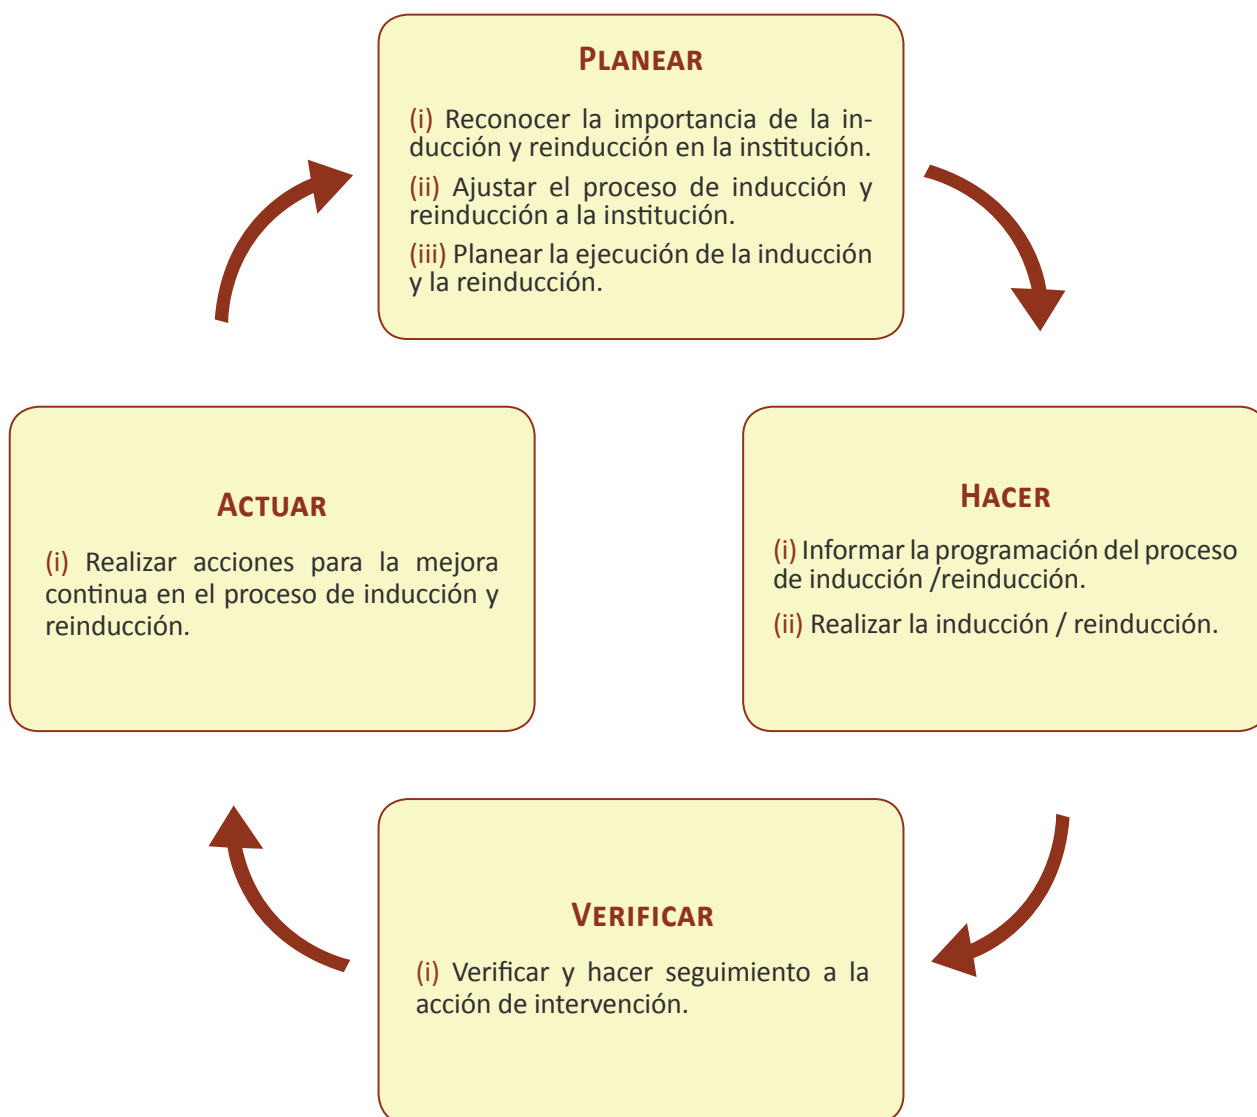 PLANEAR
(i) Reconocer la importancia de la in-
ducción y reinducción en la institución.
(ii) Ajustar el proceso de inducción y
reinducción a la institución.
(iii) Planear la ejecución de la inducción
y la reinducción.
HACER
(i) Informar la programación del proceso
de inducción /reinducción.
(ii) Realizar la inducción / reinducción.
VERIFICAR
(i) Verificar y hacer seguimiento a la
acción de intervención.
ACTUAR
(i) Realizar acciones para la mejora
continua en el proceso de inducción y
reinducción.